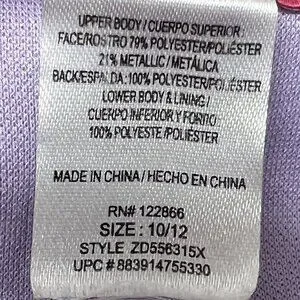 UPPER BODY / CUERPO SUPERIOR:
FACE/ROSTRO 79% POLYESTER/POLIÉSTER
21% METALLIC / METÁLICA
BACK/ESPALDA: 100% POLYESTER/POLIÉSTER
LOWER BODY & LINING /
CUERPO INFERIOR Y FORRO
100% POLYESTE/POLIÉSTER
MADE IN CHINA / HECHO EN CHINA
RN# 122866
SIZE : 10/12
STYLE ZD556315X
UPC # 883914755330